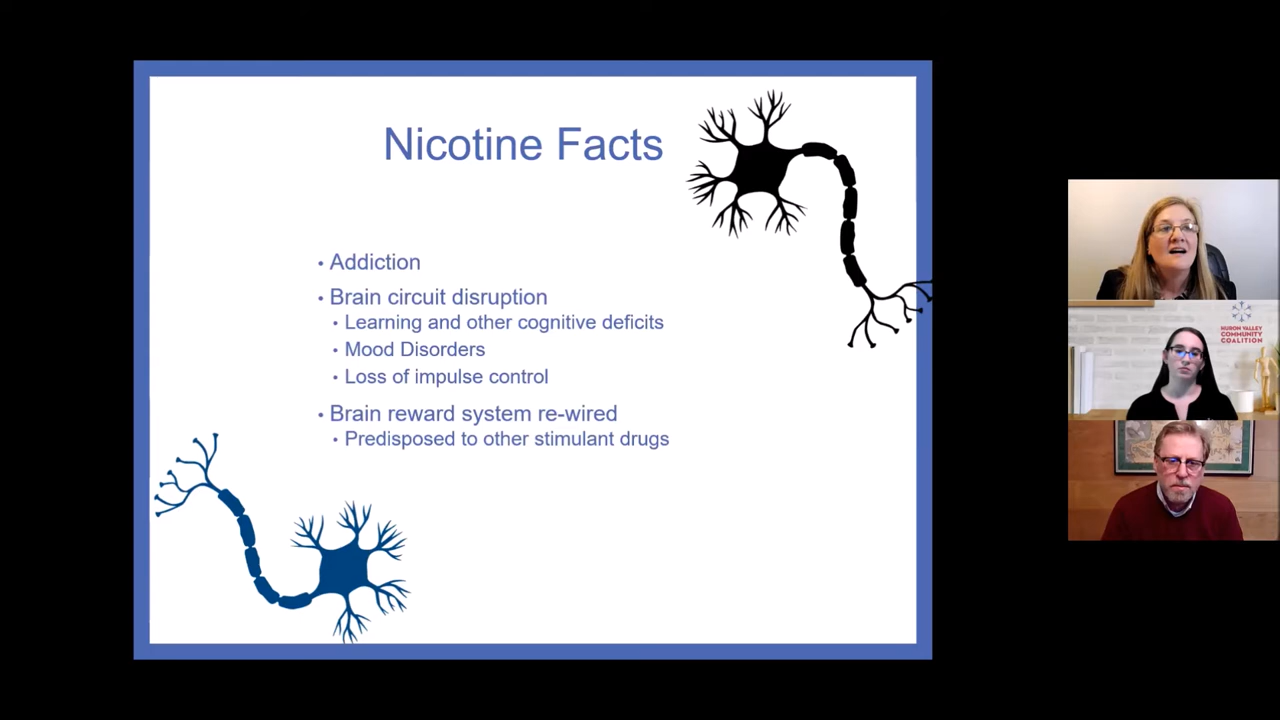 Nicotine Facts
• Addiction
• Brain circuit disruption
• Learning and other cognitive deficits
• Mood Disorders
• Loss of impulse control
• Brain reward system re-wired
• Predisposed to other stimulant drugs
HURON VALLEY
COMMUNITY
COALITION